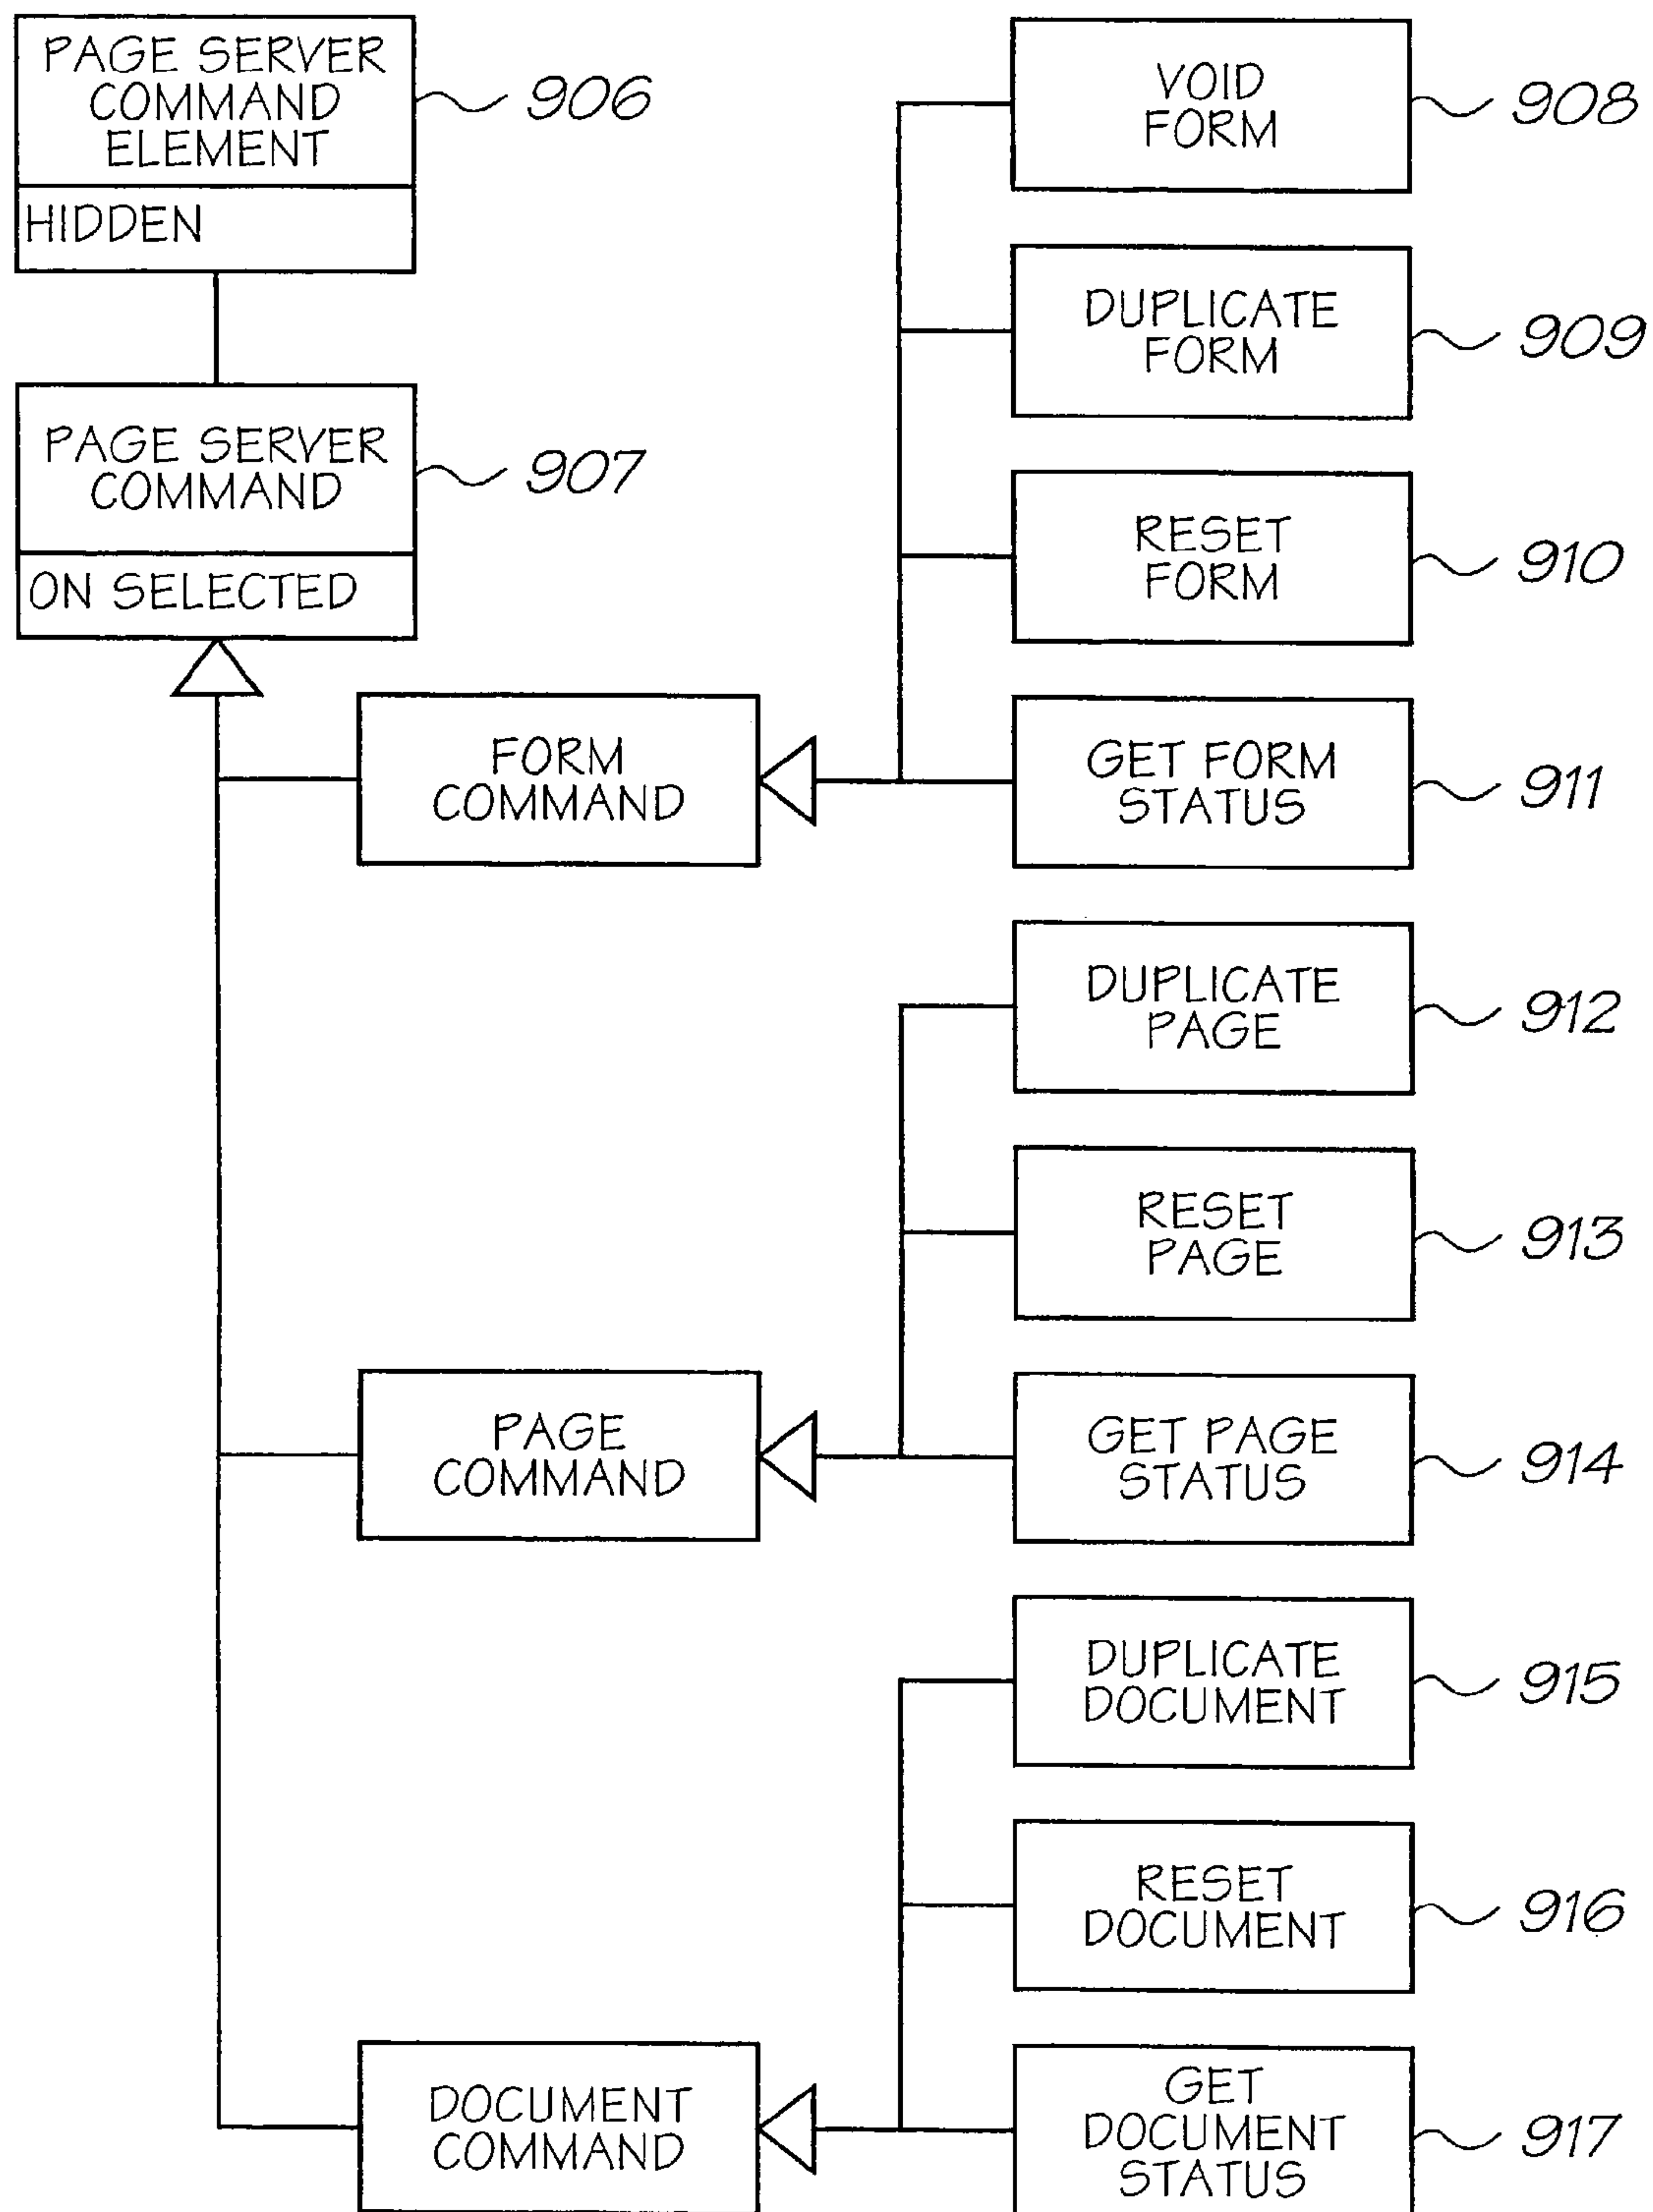 PAGE SERVER
COMMAND
ELEMENT
906
HIDDEN
PAGE SERVER
COMMAND
907
ON SELECTED
FORM
COMMAND
VOID
FORM
908
DUPLICATE
FORM
909
RESET
FORM
910
GET FORM
STATUS
911
PAGE
COMMAND
DUPLICATE
PAGE
912
RESET
PAGE
913
GET PAGE
STATUS
914
DOCUMENT
COMMAND
DUPLICATE
DOCUMENT
915
RESET
DOCUMENT
916
GET
DOCUMENT
STATUS
917